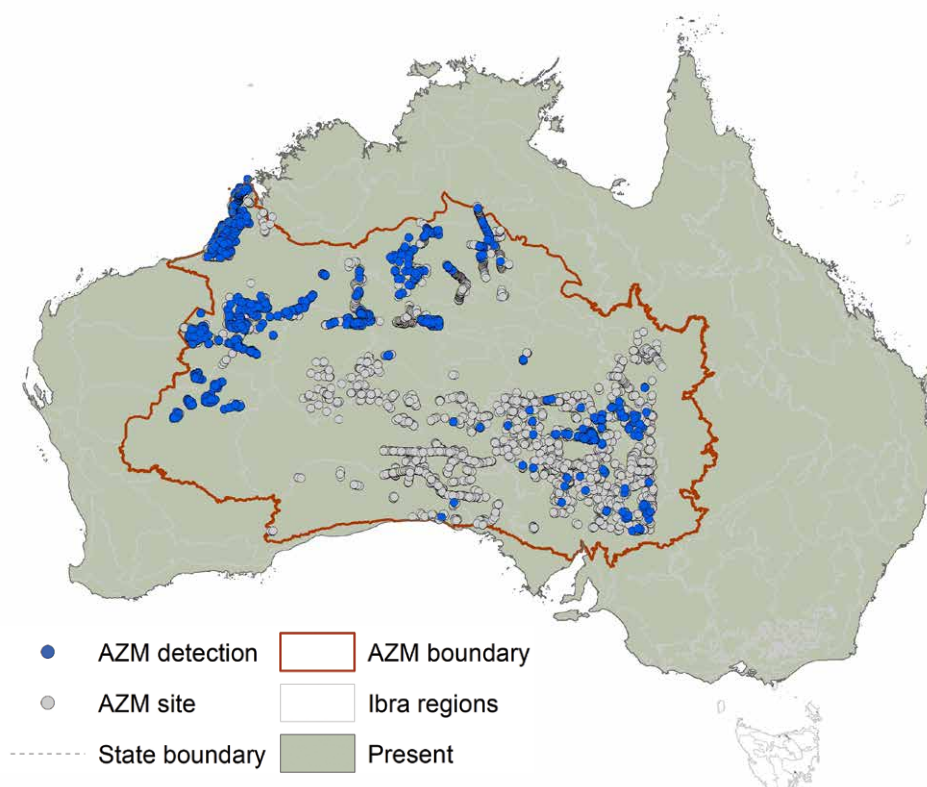 AZM detection
AZM boundary
AZM site
Ibra regions
State boundary
Present